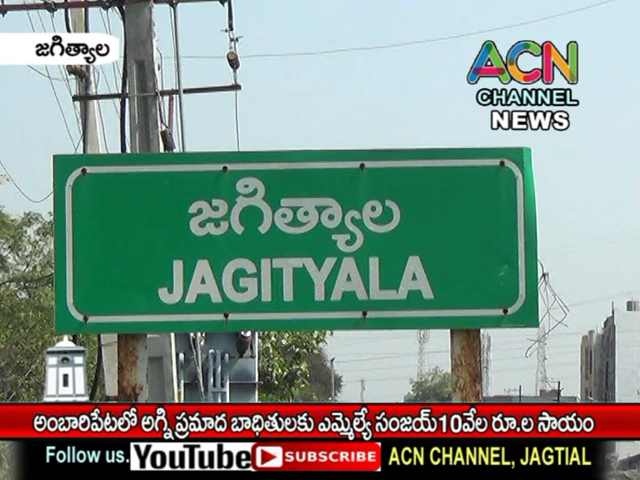 జగిత్యాల
ACN
CHANNEL
NEWS
జగిత్యాల
JAGITYALA
అంబారిపేటలో అగ్ని ప్రమాద బాధితులకు ఎమ్మెల్యే సంజయ్10వేల రూ.ల సాయం
Follow us. YouTube SUBSCRIBE ACN CHANNEL, JAGTIAL